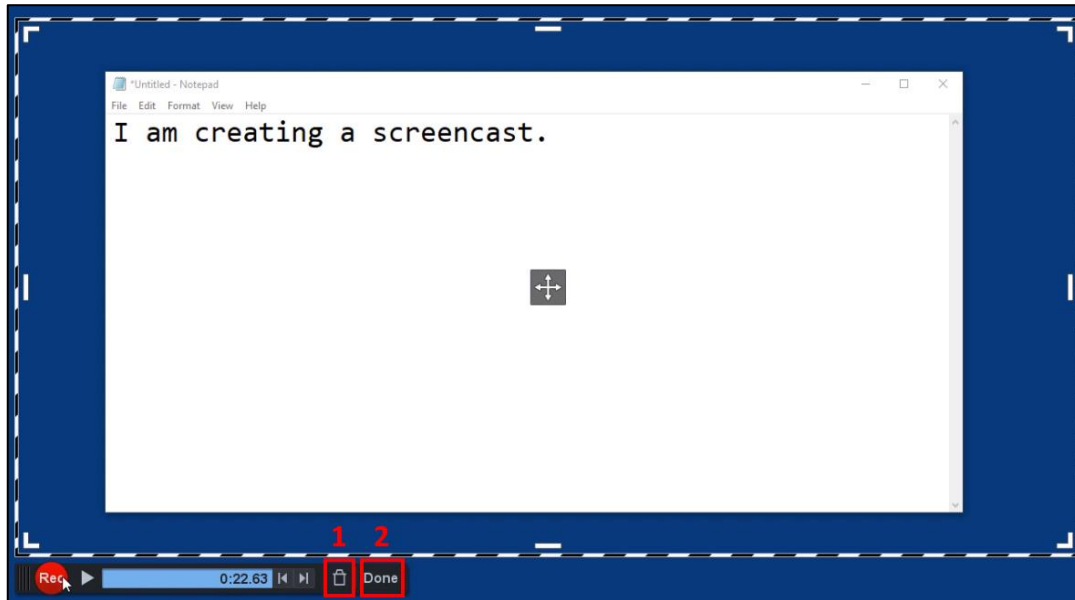 *Untitled - Notepad
File Edit Format View Help
I am creating a screencast.
1 2
Rec 0:22.63 Done